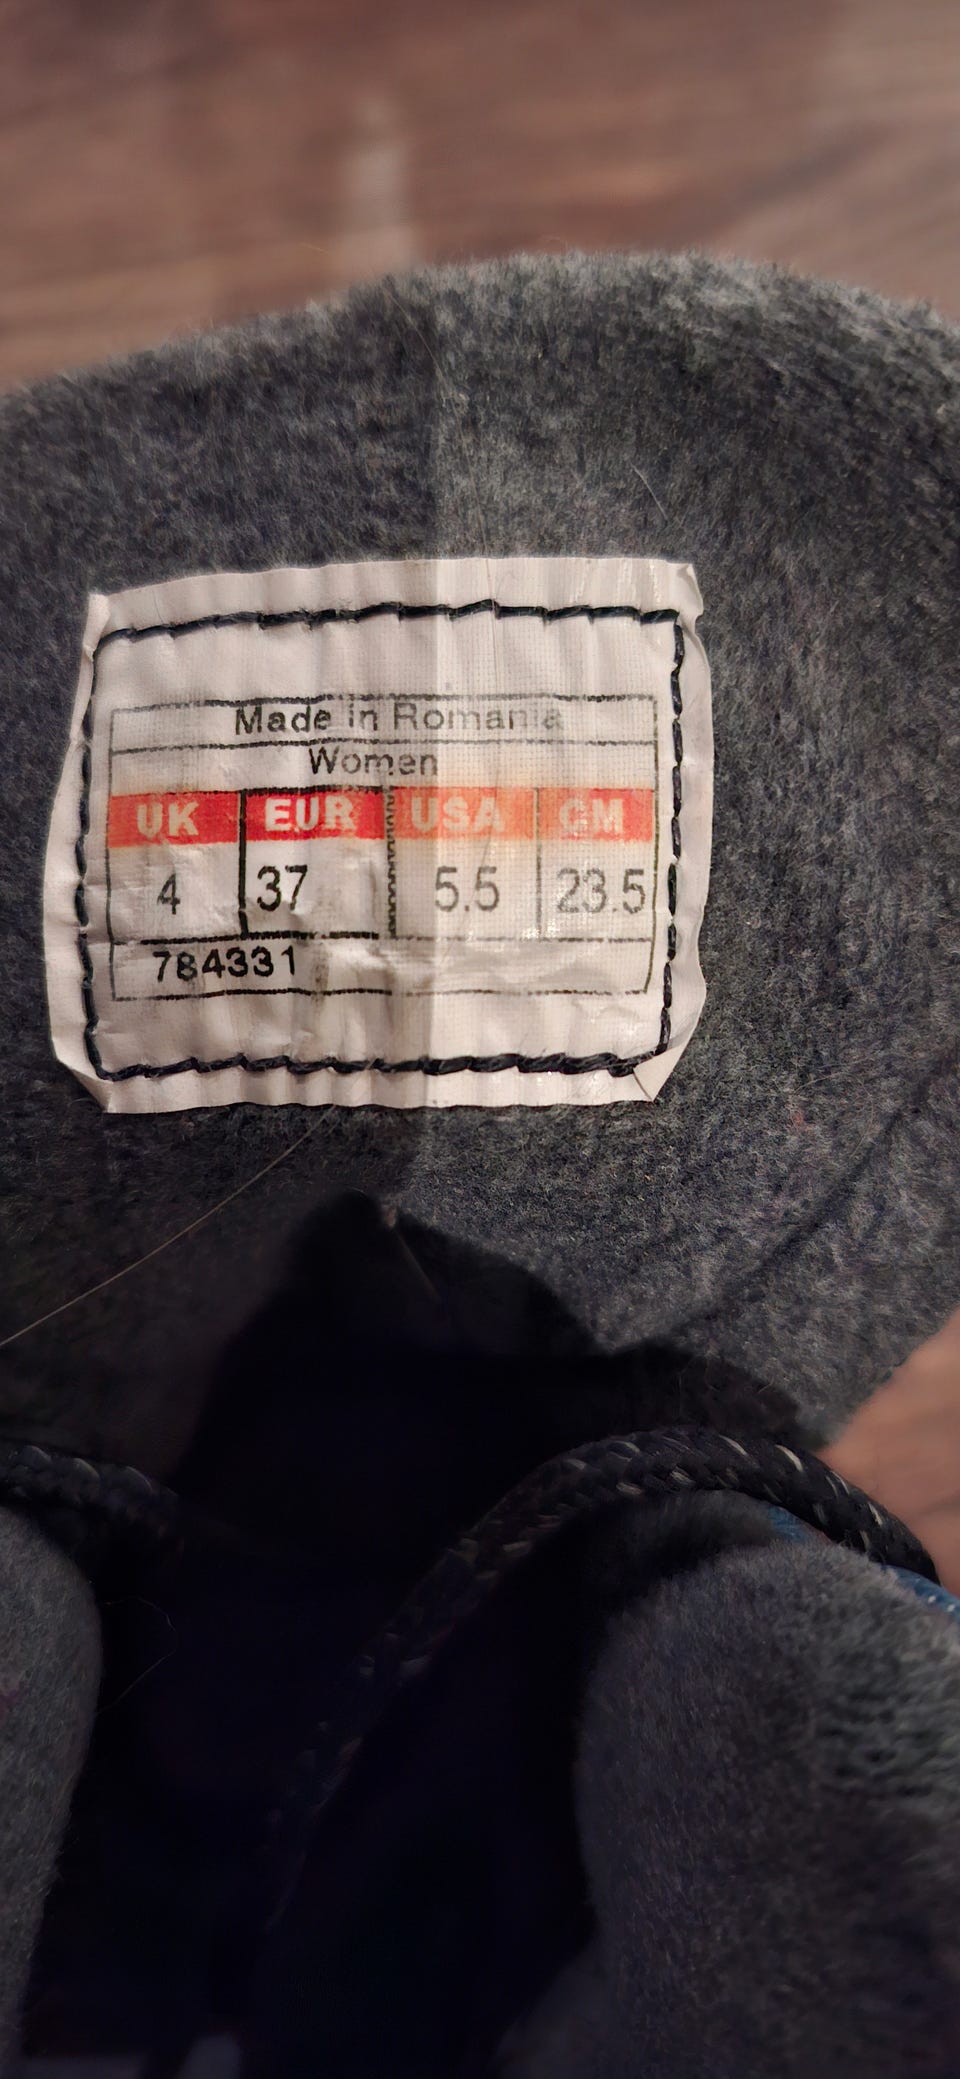 Made in Romania
Women
UK EUR USA CM
4 37 5.5 23.5
784331